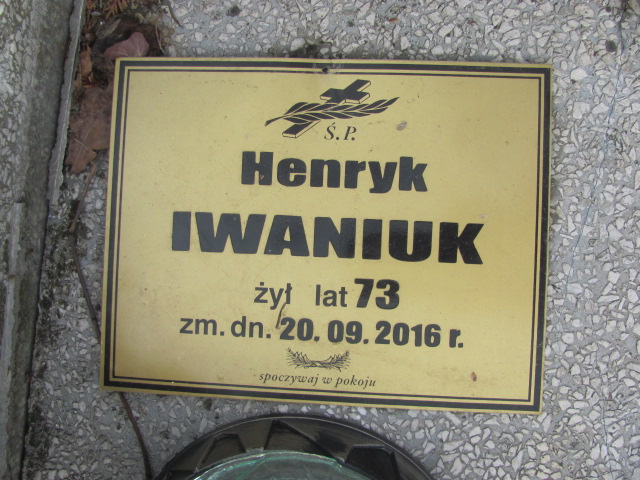 Ś.P.
Henryk
IWANIUK
żył lat 73
zm. dn. 20. 09. 2016 r.
spoczywaj w pokoju